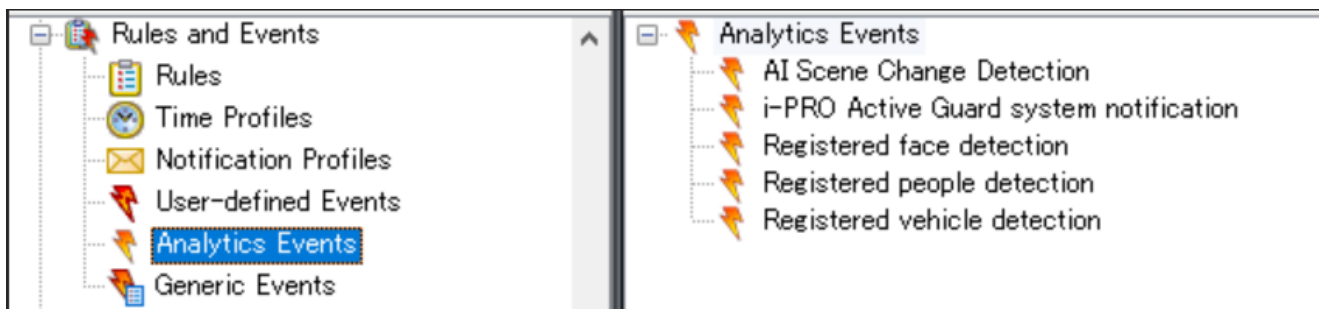 Rules and Events
Rules
Time Profiles
Notification Profiles
User-defined Events
Analytics Events
Generic Events
Analytics Events
AI Scene Change Detection
i-PRO Active Guard system notification
Registered face detection
Registered people detection
Registered vehicle detection